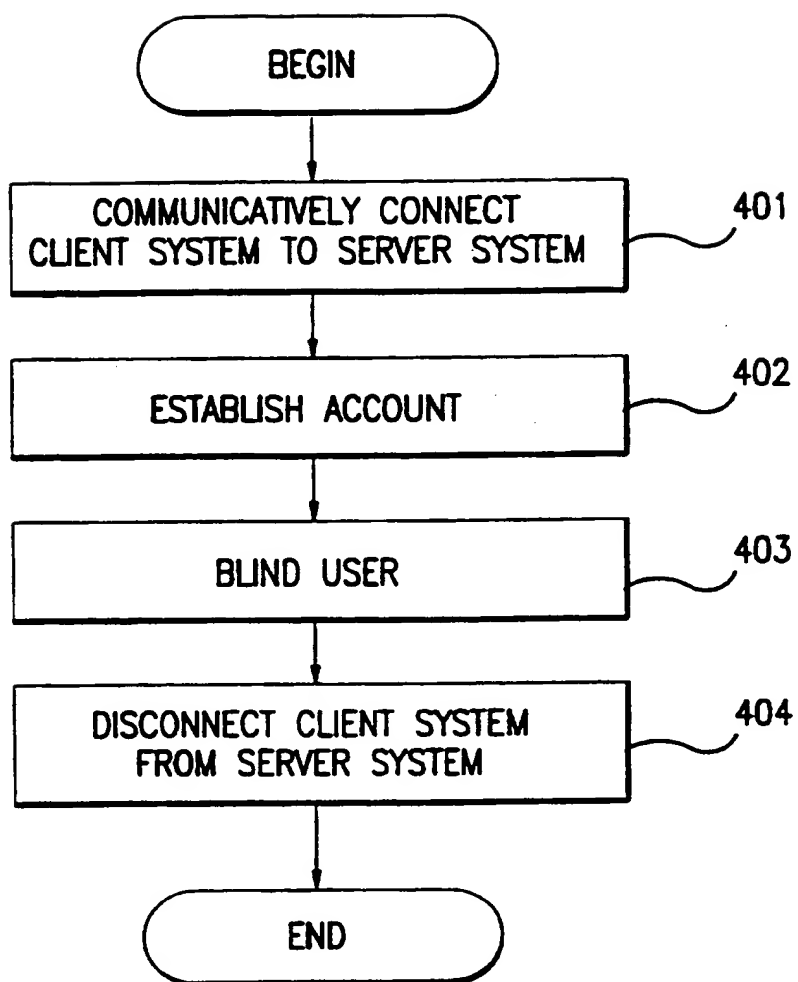 BEGIN
COMMUNICATIVELY CONNECT
CLIENT SYSTEM TO SERVER SYSTEM
401
ESTABLISH ACCOUNT
402
BLIND USER
403
DISCONNECT CLIENT SYSTEM
FROM SERVER SYSTEM
404
END